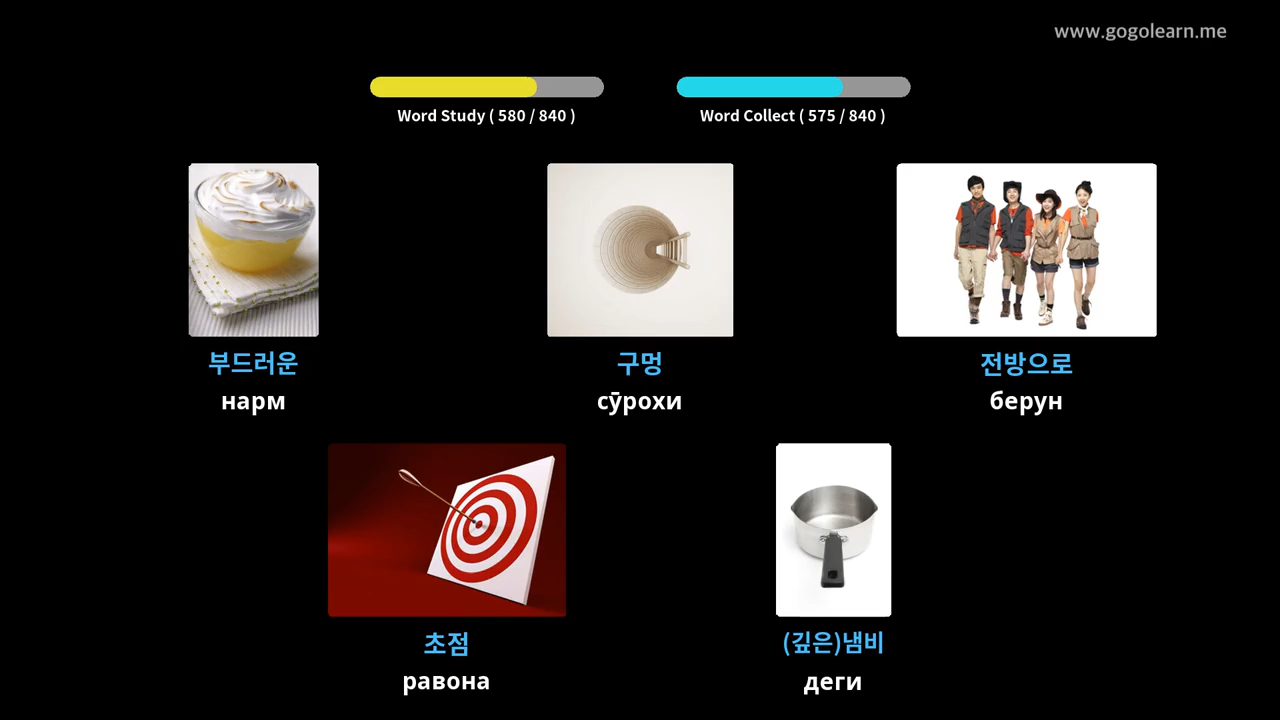 www.gogolearn.me
Word Study ( 580 / 840 )
Word Collect ( 575 / 840 )
부드러운
нарм
구멍
сӯрохи
전방으로
берун
초점
равона
(깊은)냄비
деги